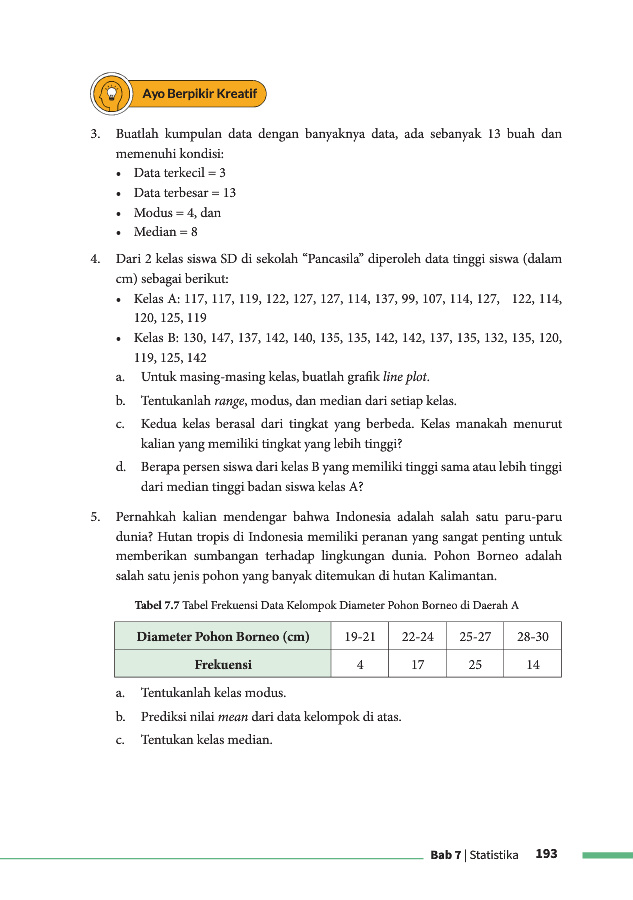 Ayo Berpikir Kreatif
3. Buatlah kumpulan data dengan banyaknya data, ada sebanyak 13 buah dan
memenuhi kondisi:
• Data terkecil = 3
• Data terbesar = 13
• Modus = 4, dan
• Median = 8
4. Dari 2 kelas siswa SD di sekolah “Pancasila” diperoleh data tinggi siswa (dalam
cm) sebagai berikut:
• Kelas A: 117, 117, 119, 122, 127, 127, 114, 137, 99, 107, 114, 127, 122, 114,
120, 125, 119
• Kelas B: 130, 147, 137, 142, 140, 135, 135, 142, 142, 137, 135, 132, 135, 120,
119, 125, 142
a. Untuk masing-masing kelas, buatlah grafik line plot.
b. Tentukanlah range, modus, dan median dari setiap kelas.
c. Kedua kelas berasal dari tingkat yang berbeda. Kelas manakah menurut
kalian yang memiliki tingkat yang lebih tinggi?
d. Berapa persen siswa dari kelas B yang memiliki tinggi sama atau lebih tinggi
dari median tinggi badan siswa kelas A?
5. Pernahkah kalian mendengar bahwa Indonesia adalah salah satu paru-paru
dunia? Hutan tropis di Indonesia memiliki peranan yang sangat penting untuk
memberikan sumbangan terhadap lingkungan dunia. Pohon Borneo adalah
salah satu jenis pohon yang banyak ditemukan di hutan Kalimantan.
Tabel 7.7 Tabel Frekuensi Data Kelompok Diameter Pohon Borneo di Daerah A
Diameter Pohon Borneo (cm) 19-21 22-24 25-27 28-30
Frekuensi 4 17 25 14
a. Tentukanlah kelas modus.
b. Prediksi nilai mean dari data kelompok di atas.
c. Tentukan kelas median.
Bab 7 | Statistika 193